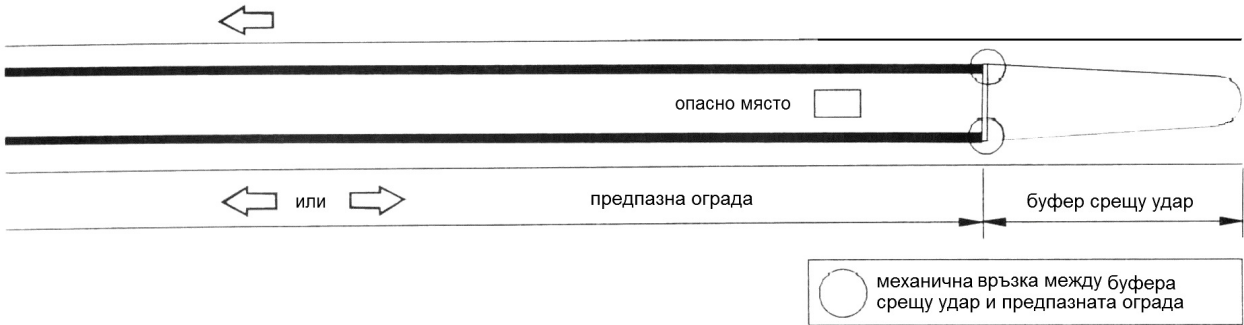 опасно място
или
предпазна ограда
буфер срещу удар
механична връзка между буфера
срещу удар и предпазната ограда